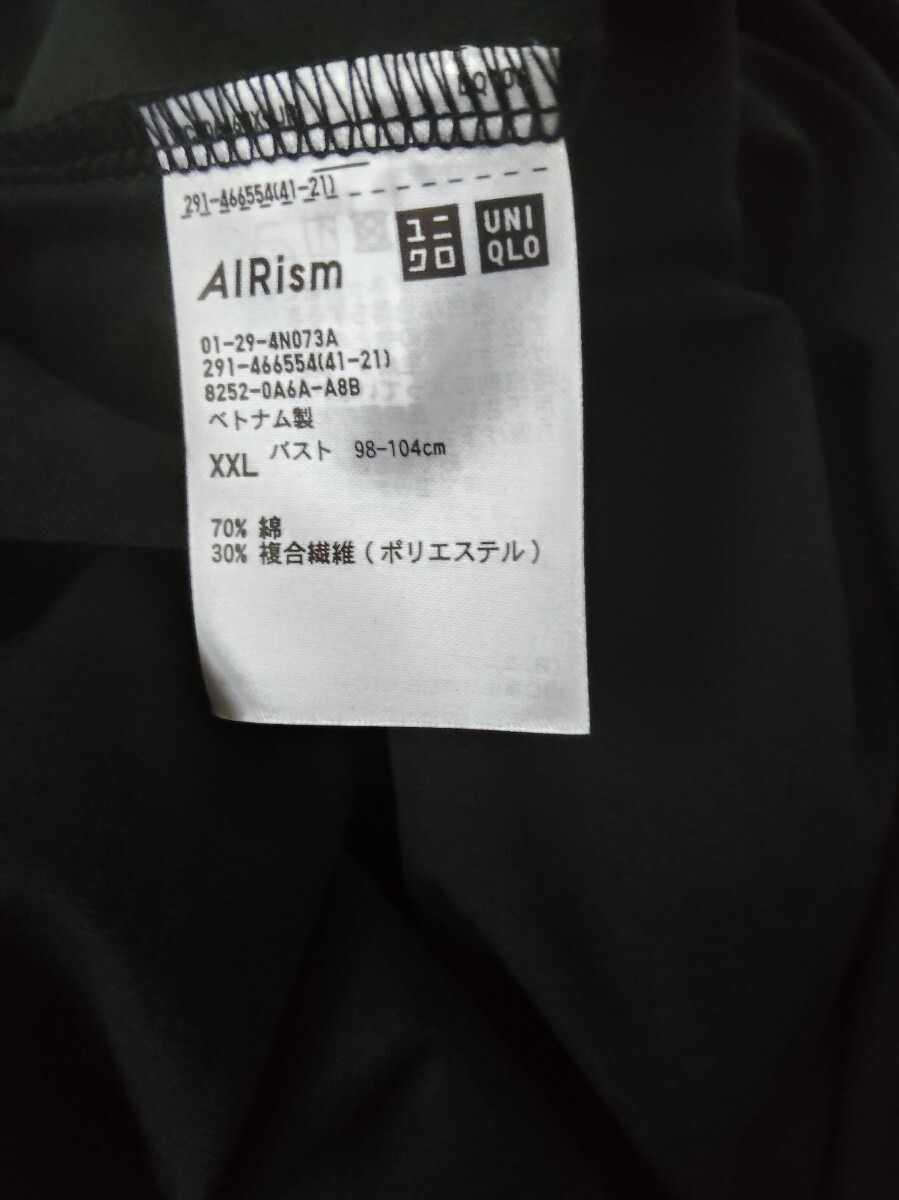 291-466554(41-21)
ユニクロ
UNIQLO
AIRism
01-29-4N073A
291-466554(41-21)
8252-0A6A-A8B
ベトナム製
XXL バスト 98-104cm
70% 綿
30% 複合繊維(ポリエステル)